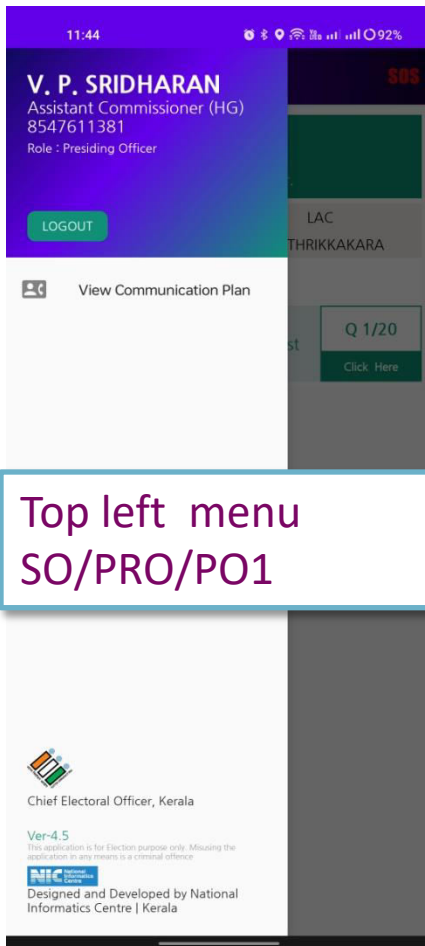 11:44
92%
V. P. SRIDHARAN
Assistant Commissioner (HG)
8547611381
Role : Presiding Officer
LOGOUT
SOS
LAC
THRIKKAKARA
View Communication Plan
st
Q 1/20
Click Here
Top left menu
SO/PRO/PO1
Chief Electoral Officer, Kerala
Ver-4.5
This application is for Election purpose only. Misusing the
application in any means is a criminal offence
NIC National Informatics Centre
Designed and Developed by National
Informatics Centre | Kerala